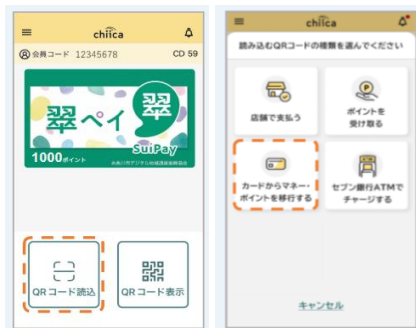 chiica
会員コード 12345678
CD 59
翠ペイ
翠
SuiPay
1000ポイント
QRコード読込
QRコード表示
chiica
読み込むQRコードの種類を選んでください
店舗で支払う
ポイントを
受け取る
カードからマネー・
ポイントを移行する
セブン銀行ATMで
チャージする
キャンセル